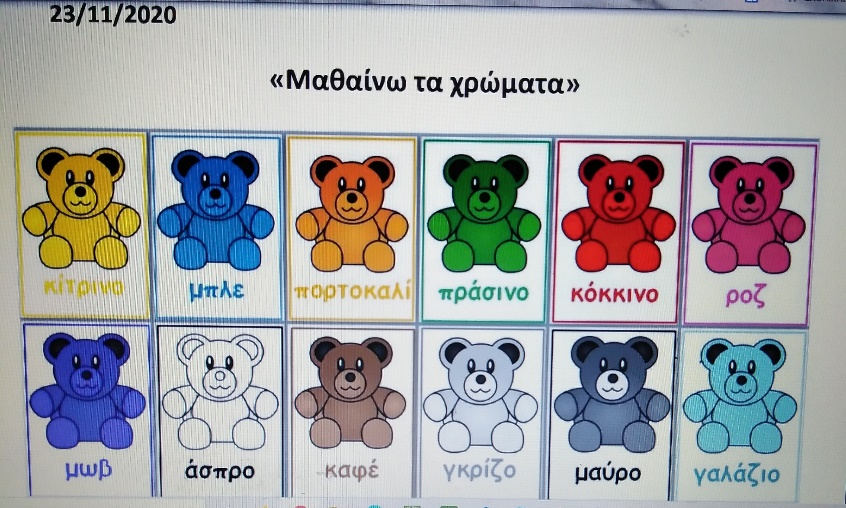 23/11/2020
«Μαθαίνω τα χρώματα»
κίτρινο μπλε πορτοκαλί πράσινο κόκκινο ροζ
μωβ άσπρο καφέ γκρίζο μαύρο γαλάζιο